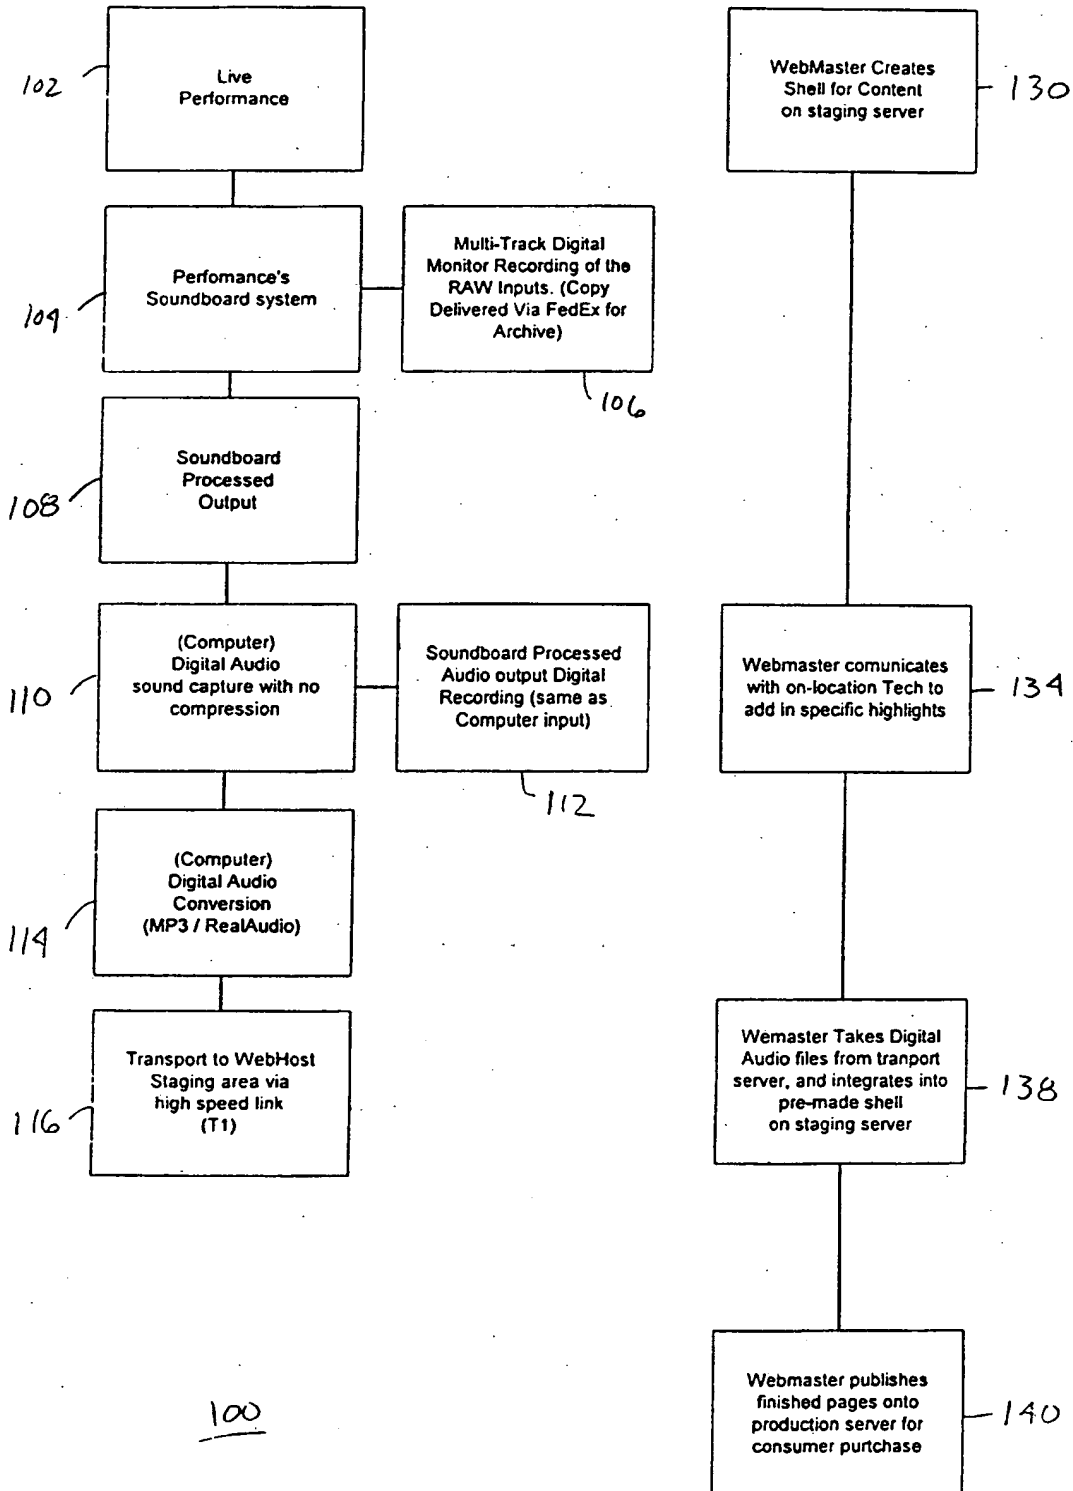 102
Live
Performance
104
Perfomance's
Soundboard system
Multi-Track Digital
Monitor Recording of the
RAW Inputs. (Copy
Delivered Via FedEx for
Archive)
106
108
Soundboard
Processed
Output
110
(Computer)
Digital Audio
sound capture with no
compression
Soundboard Processed
Audio output Digital
Recording (same as
Computer input)
112
114
(Computer)
Digital Audio
Conversion
(MP3 / RealAudio)
116
Transport to WebHost
Staging area via
high speed link
(T1)
100
WebMaster Creates
Shell for Content
on staging server
130
Webmaster comunicates
with on-location Tech to
add in specific highlights
134
Wemaster Takes Digital
Audio files from tranport
server, and integrates into
pre-made shell
on staging server
138
Webmaster publishes
finished pages onto
production server for
consumer purtchase
140